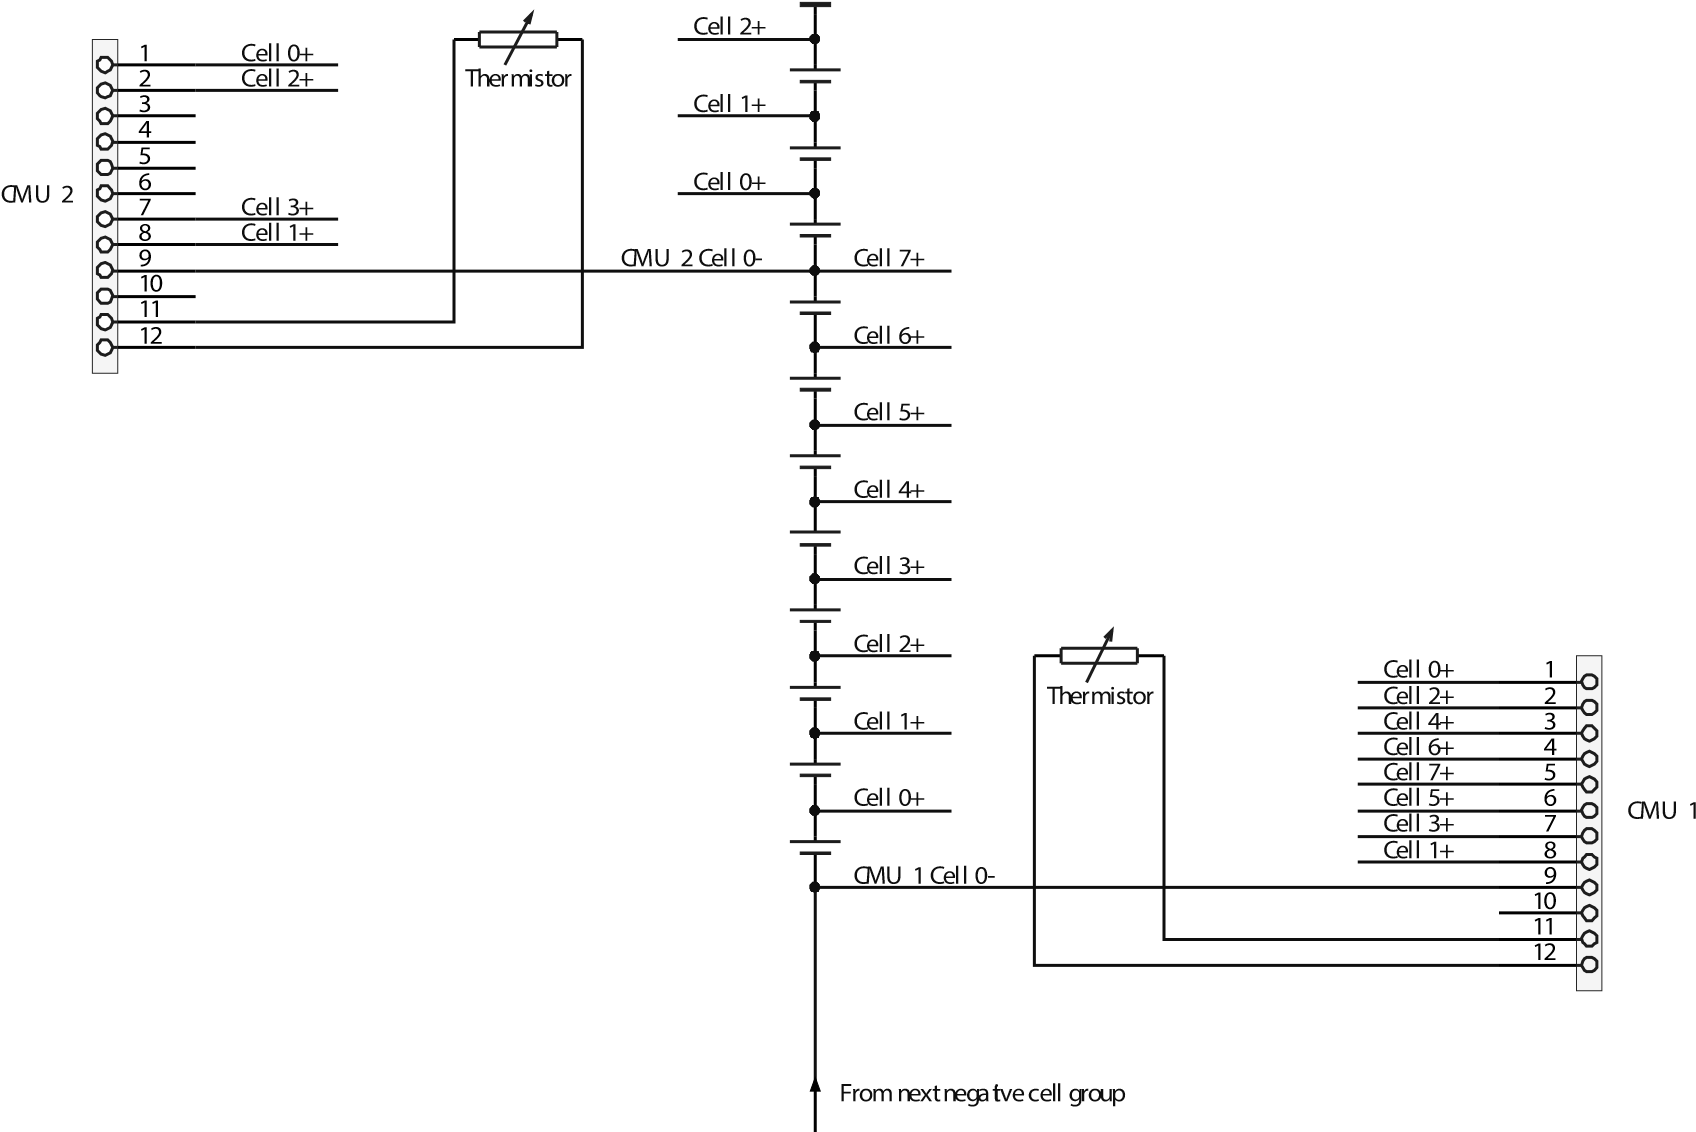 CMU 2
1 Cell 0+
2 Cell 2+
3
4
5
6
7 Cell 3+
8 Cell 1+
9
10
11
12
Thermistor
Cell 2+
Cell 1+
Cell 0+
CMU 2 Cell 0-
Cell 7+
Cell 6+
Cell 5+
Cell 4+
Cell 3+
Cell 2+
Cell 1+
Cell 0+
CMU 1 Cell 0-
Thermistor
Cell 0+ 1
Cell 2+ 2
Cell 4+ 3
Cell 6+ 4
Cell 7+ 5
Cell 5+ 6
Cell 3+ 7
Cell 1+ 8
9
10
11
12
CMU 1
From next negative cell group